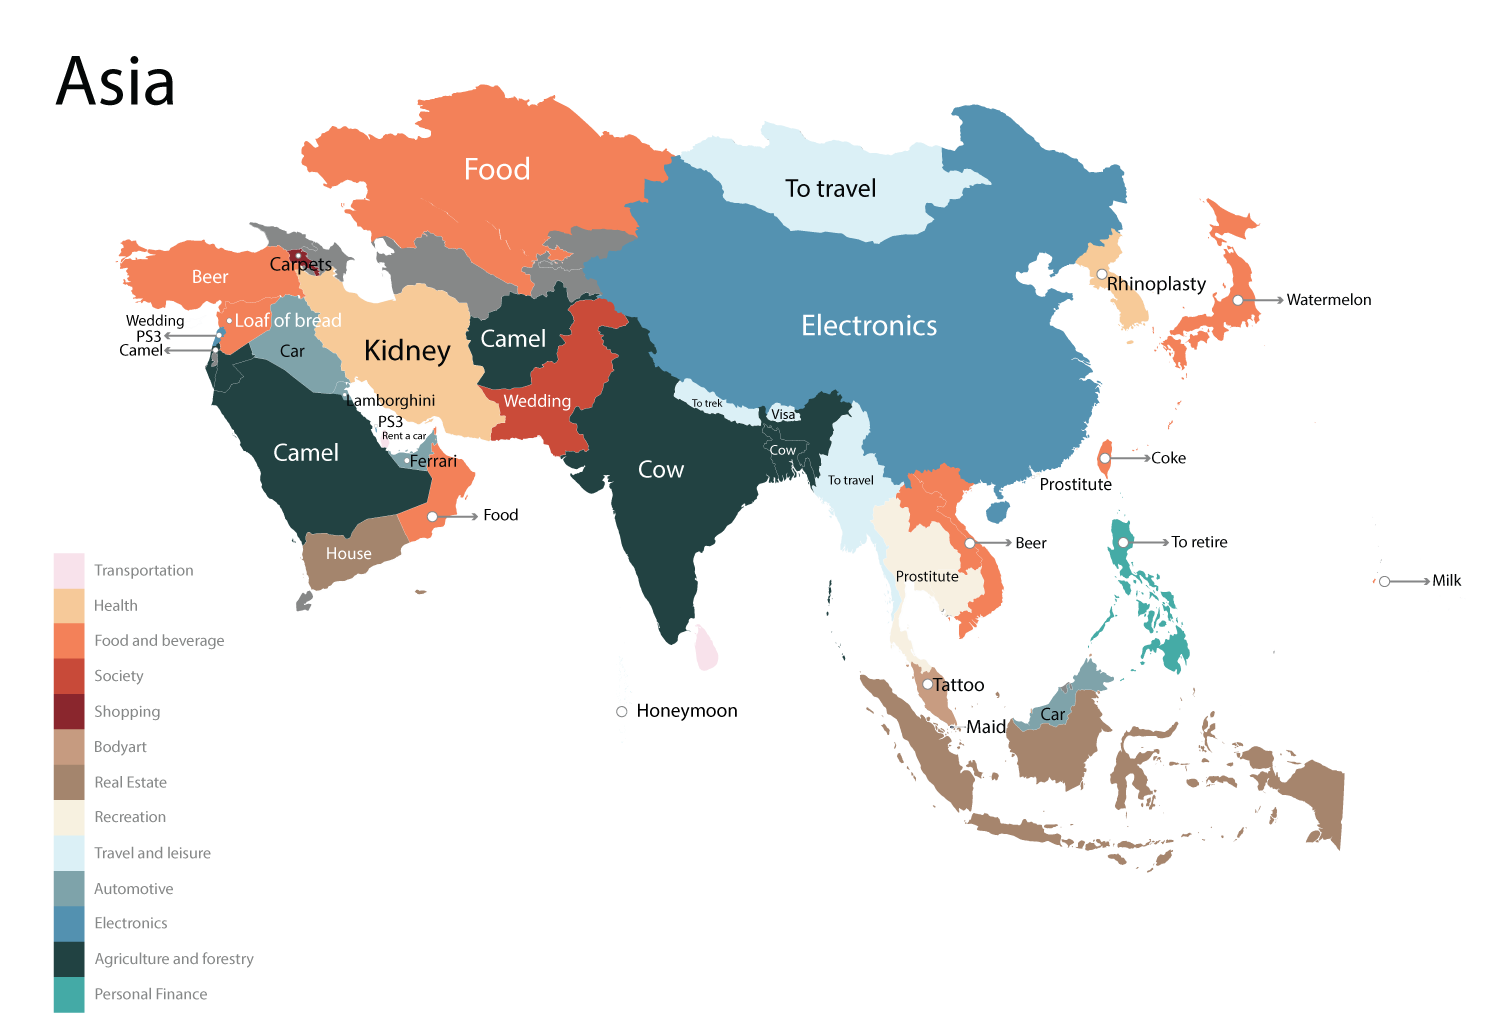 Asia
Food
To travel
Beer
Carpets
Rhinoplasty
Watermelon
Wedding
Loaf of bread
PS3
Camel
Car
Kidney
Camel
Electronics
Lamborghini
Wedding
To trek
Visa
PS3
Rent a car
Camel
Ferrari
Cow
Cow
Coke
To travel
Prostitute
Food
Beer
To retire
House
Prostitute
Milk
Tattoo
Honeymoon
Car
Maid
Transportation
Health
Food and beverage
Society
Shopping
Bodyart
Real Estate
Recreation
Travel and leisure
Automotive
Electronics
Agriculture and forestry
Personal Finance